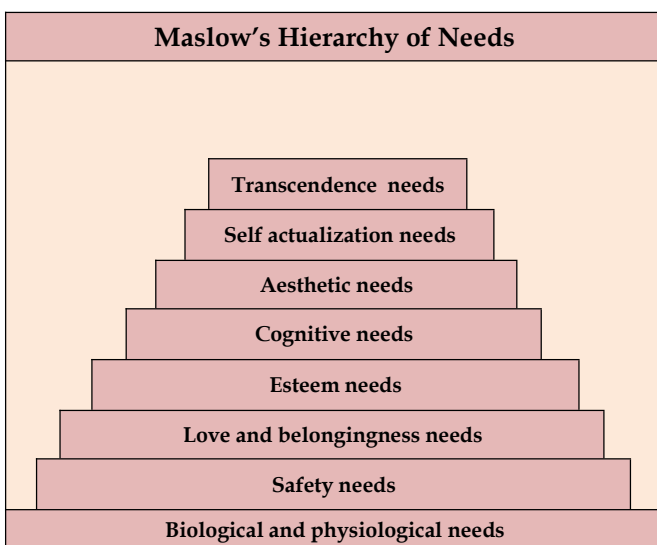 Maslow’s Hierarchy of Needs
Transcendence needs
Self actualization needs
Aesthetic needs
Cognitive needs
Esteem needs
Love and belongingness needs
Safety needs
Biological and physiological needs